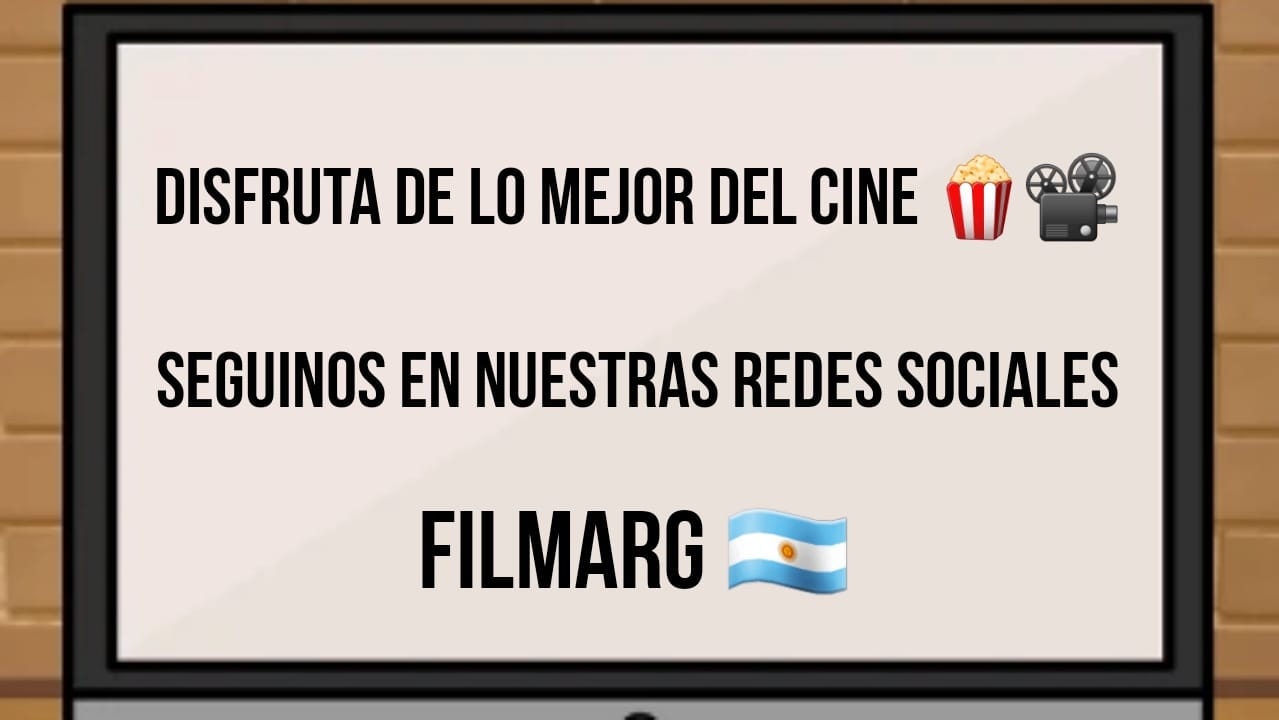 DISFRUTA DE LO MEJOR DEL CINE 🍿📽️
SEGUINOS EN NUESTRAS REDES SOCIALES
FILMARG 🇦🇷